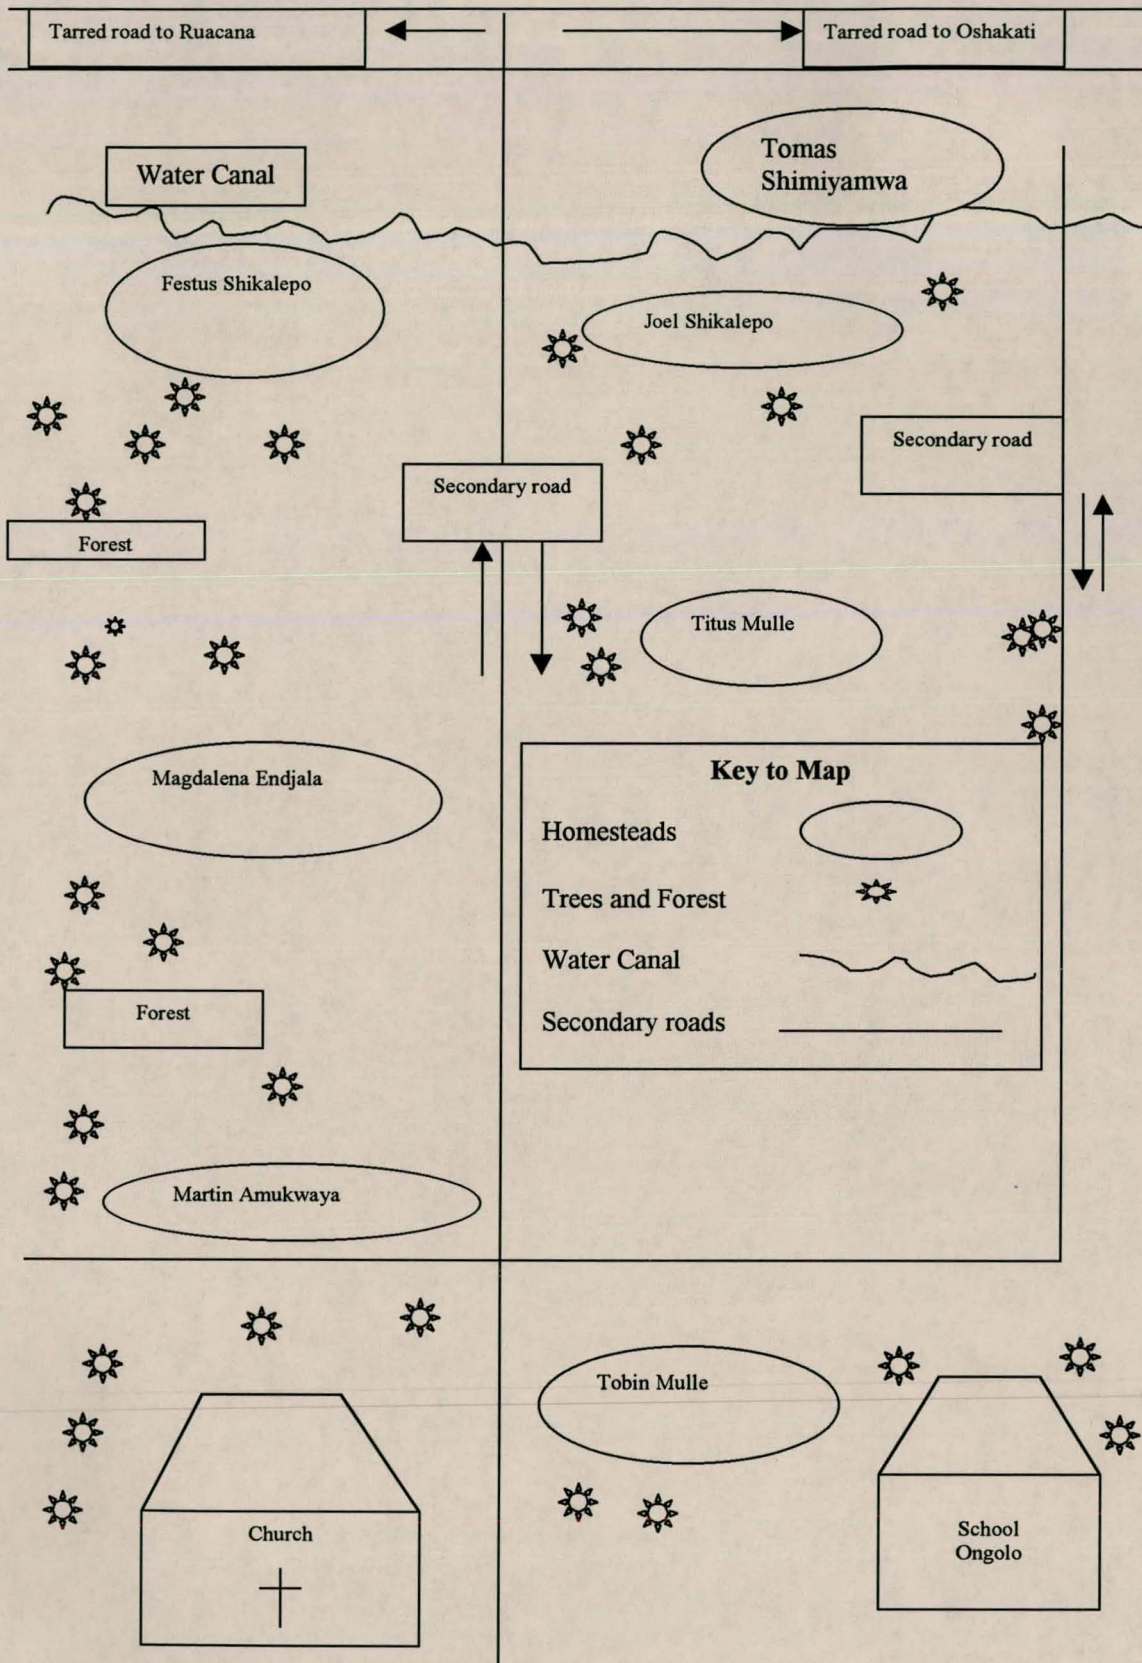 Tarred road to Ruacana
Tarred road to Oshakati
Water Canal
Tomas
Shimiyamwa
Festus Shikalepo
Joel Shikalepo
Secondary road
Secondary road
Forest
Titus Mulle
Magdalena Endjala
Key to Map
Homesteads
Trees and Forest
Water Canal
Secondary roads
Forest
Martin Amukwaya
Tobin Mulle
Church
School
Ongolo